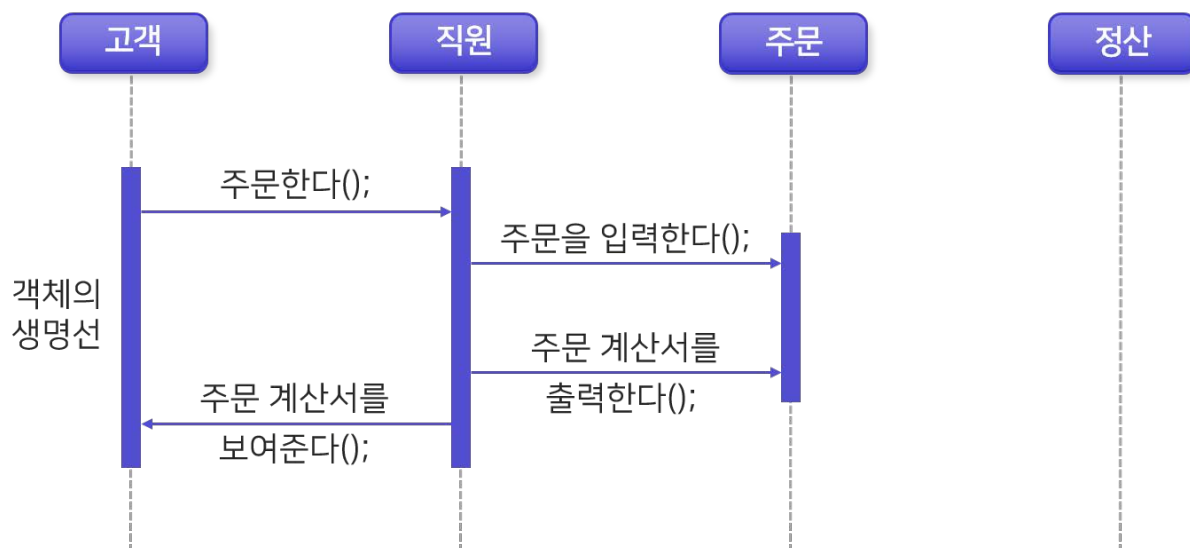 고객
직원
주문
정산
주문한다();
주문을 입력한다();
객체의
생명선
주문 계산서를
출력한다();
주문 계산서를
보여준다();